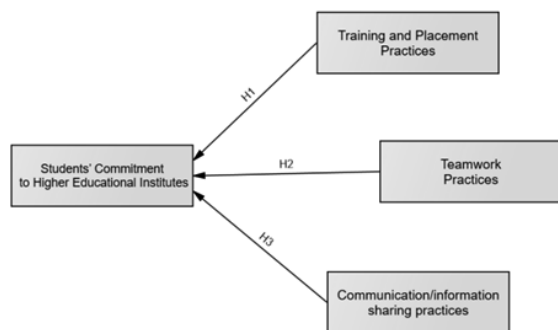 Training and Placement
Practices
H1
Students' Commitment
to Higher Educational Institutes
H2
Teamwork
Practices
H3
Communication/information
sharing practices